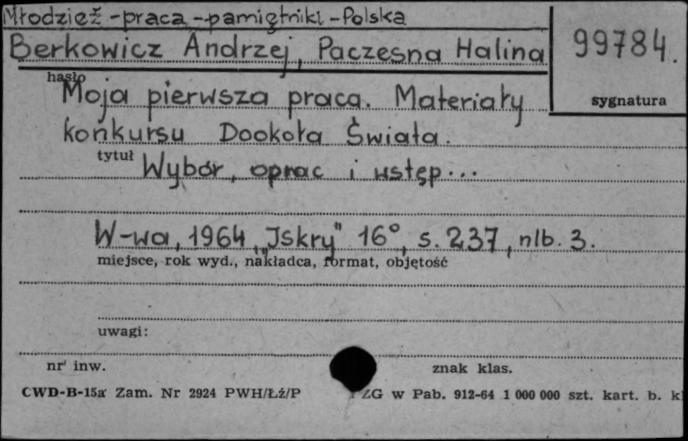 Młodzież - praca - pamiętniki - Polska
Berkowicz Andrzej, Paczesna Halina
99784.
hasło
sygnatura
Moja pierwsza praca. Materiały
konkursu Dookoła Świata.
tytuł
Wybór, oprac i wstęp...
W-wa, 1964, „Iskry" 16°, s. 237, nlb. 3.
miejsce, rok wyd., nakładca, format, objętość
uwagi:
nr inw.
znak klas.
CWD-B-15a Zam. Nr 2924 PWH/Łź/P
ZG w Pab. 912-64 1 000 000 szt. kart. b. k